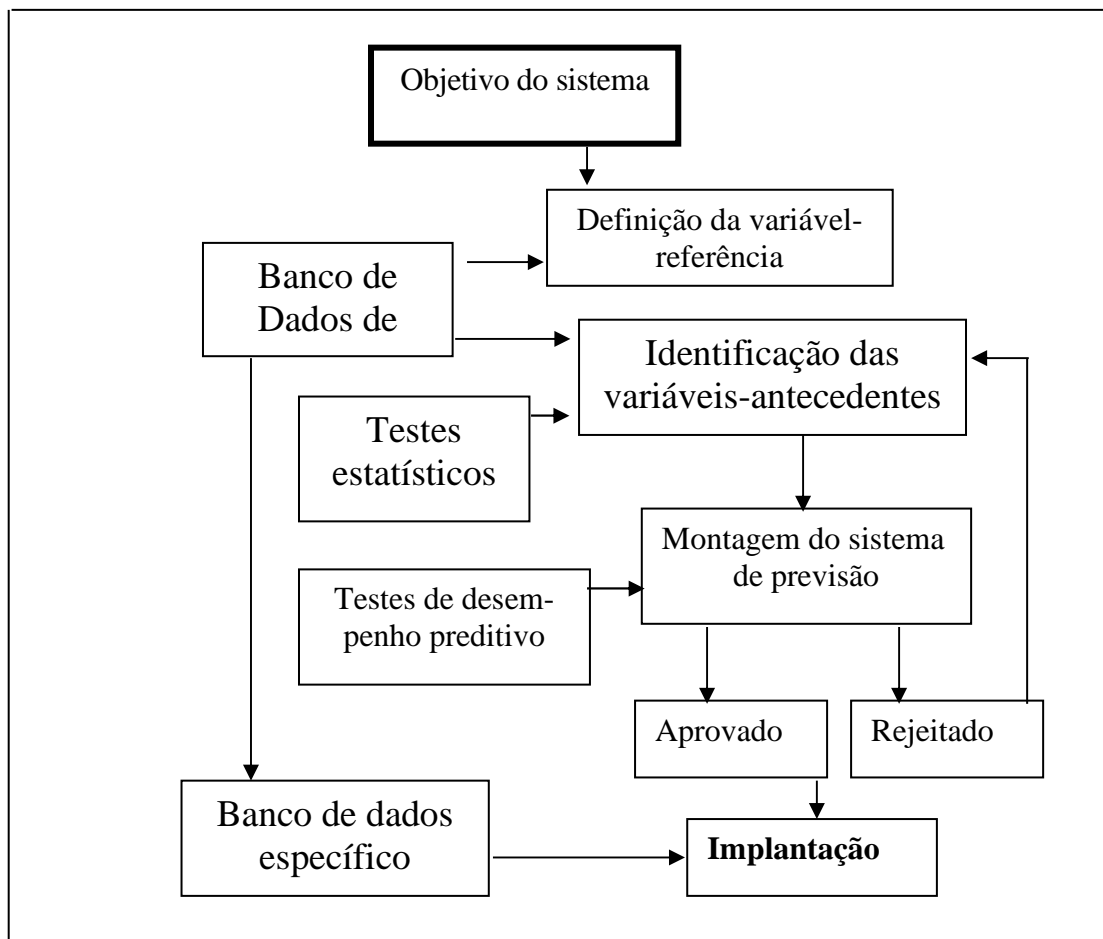 Objetivo do sistema
Definição da variável-
referência
Banco de
Dados de
Identificação das
variáveis-antecedentes
Testes
estatísticos
Montagem do sistema
de previsão
Testes de desem-
penho preditivo
Aprovado
Rejeitado
Banco de dados
específico
Implantação